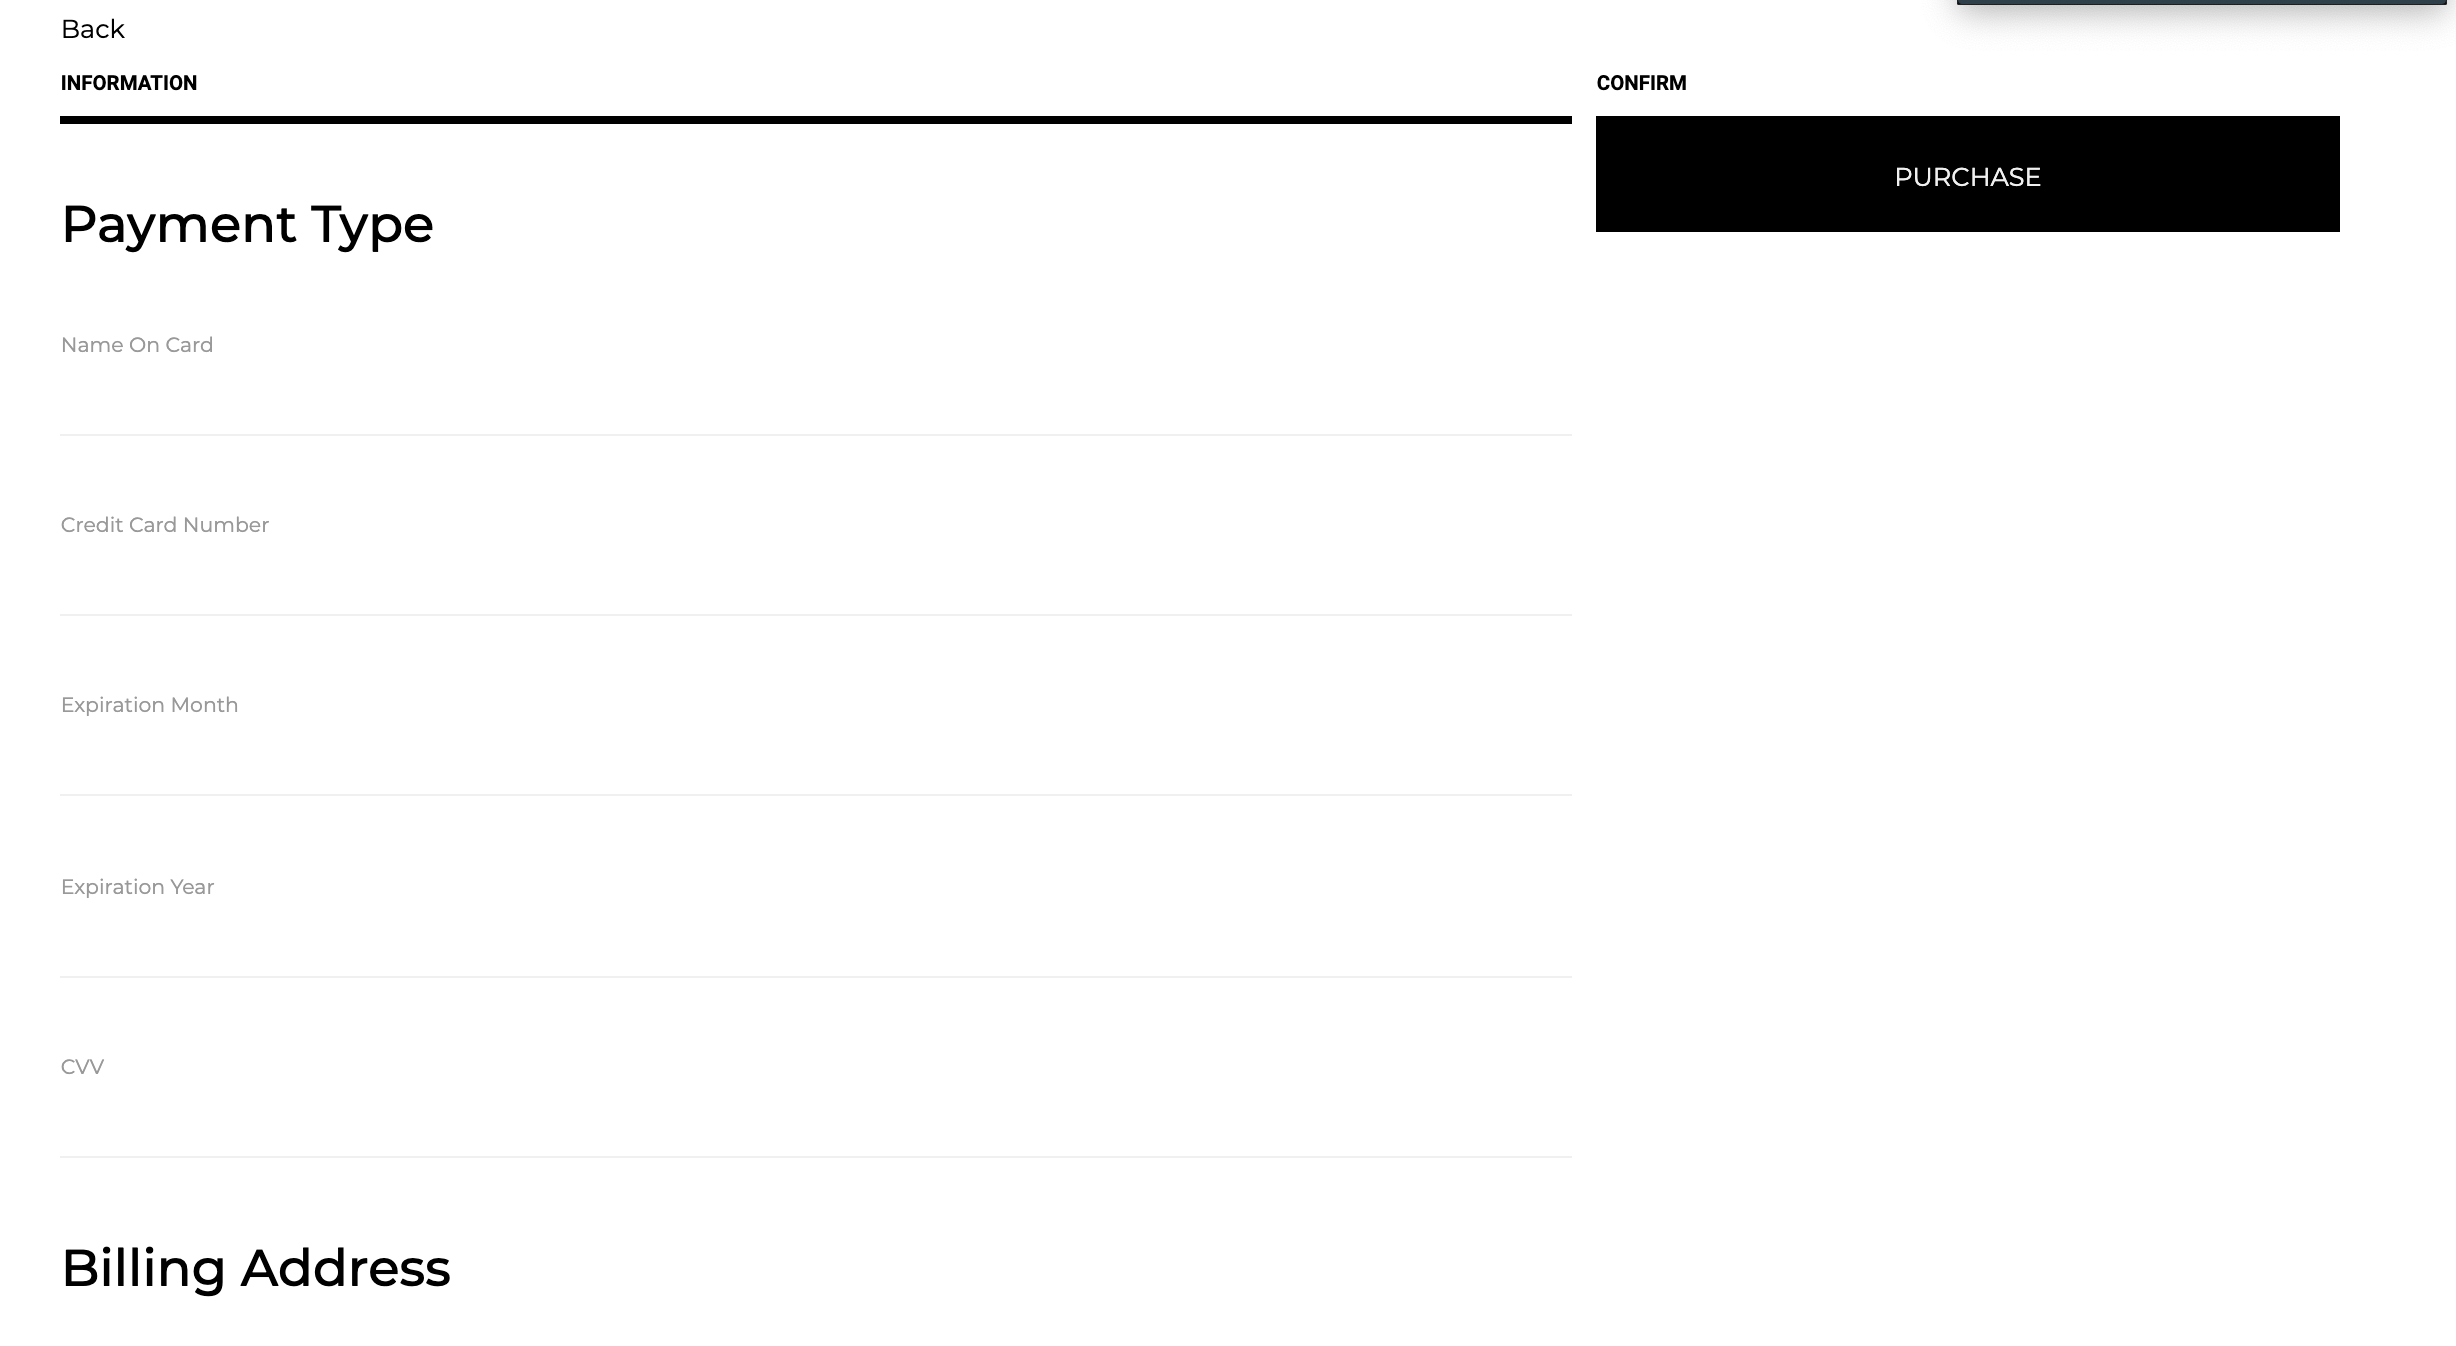 Back
INFORMATION
Payment Type
Name On Card
Credit Card Number
Expiration Month
Expiration Year
CVV
Billing Address
CONFIRM
PURCHASE